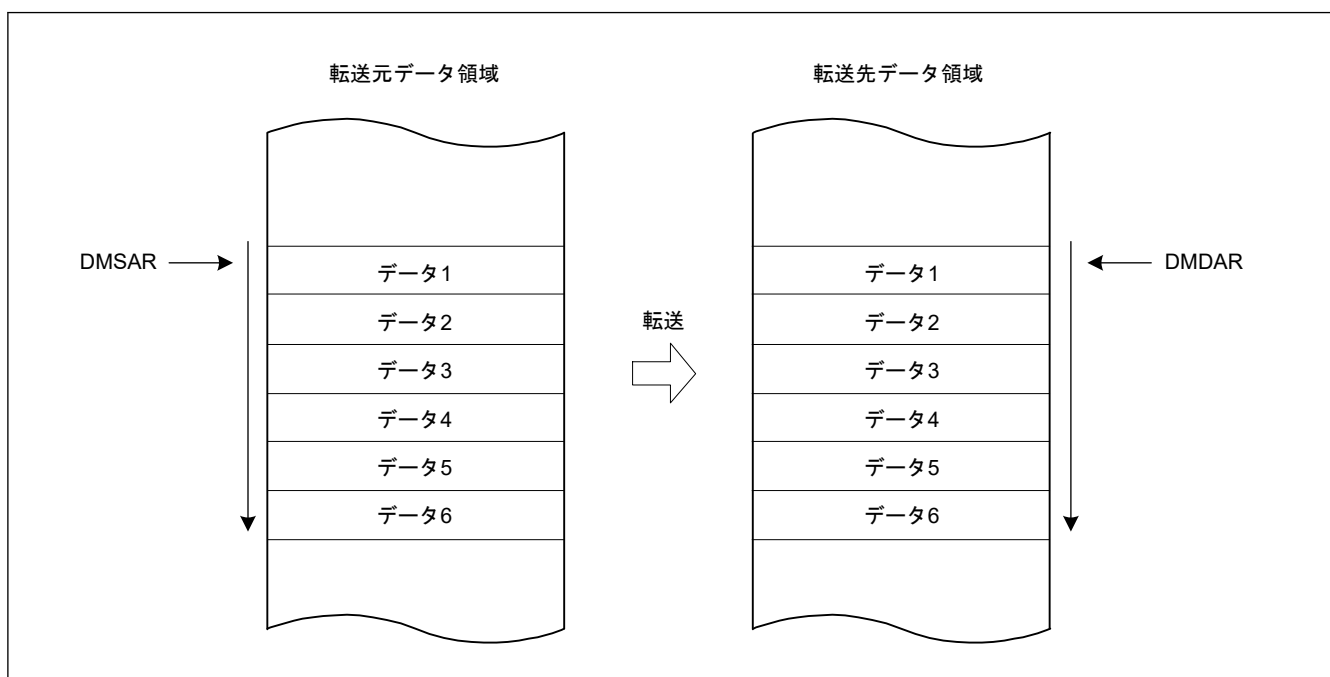 転送元データ領域
転送先データ領域
DMSAR
データ1
データ2
データ3
データ4
データ5
データ6
転送
データ1
データ2
データ3
データ4
データ5
データ6
DMDAR